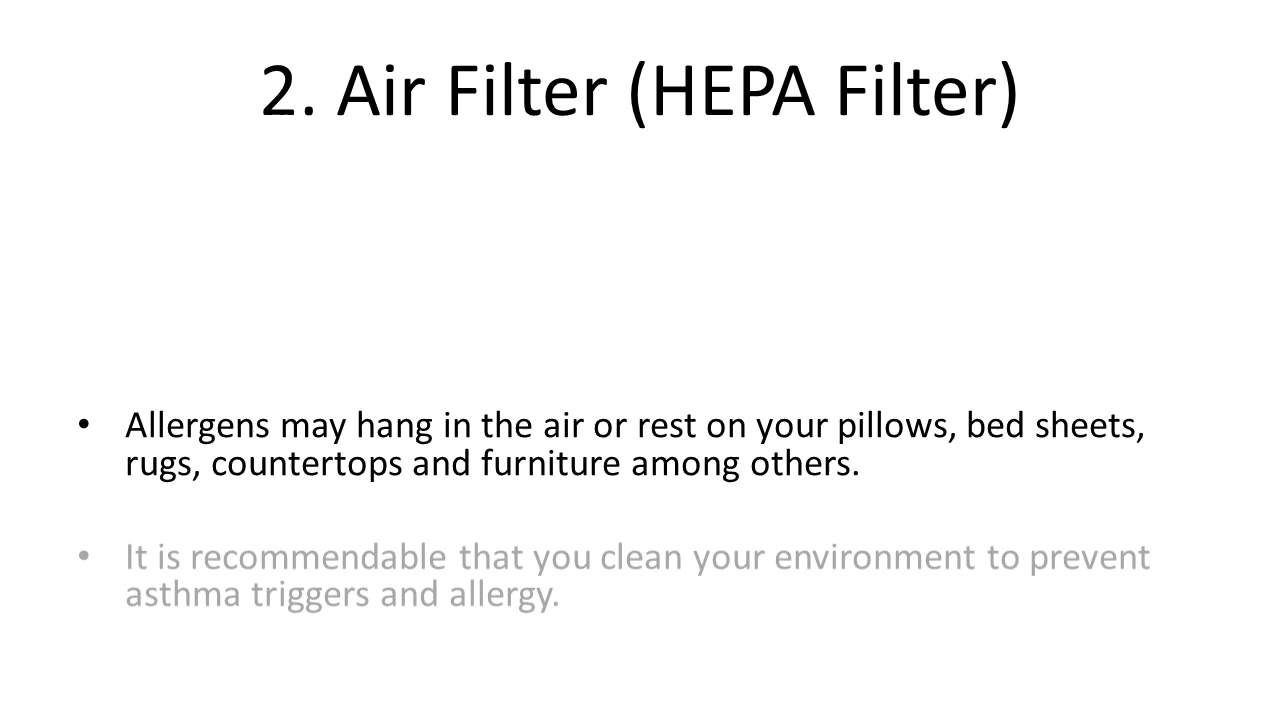 2. Air Filter (HEPA Filter)
• Allergens may hang in the air or rest on your pillows, bed sheets,
rugs, countertops and furniture among others.
• It is recommendable that you clean your environment to prevent
asthma triggers and allergy.